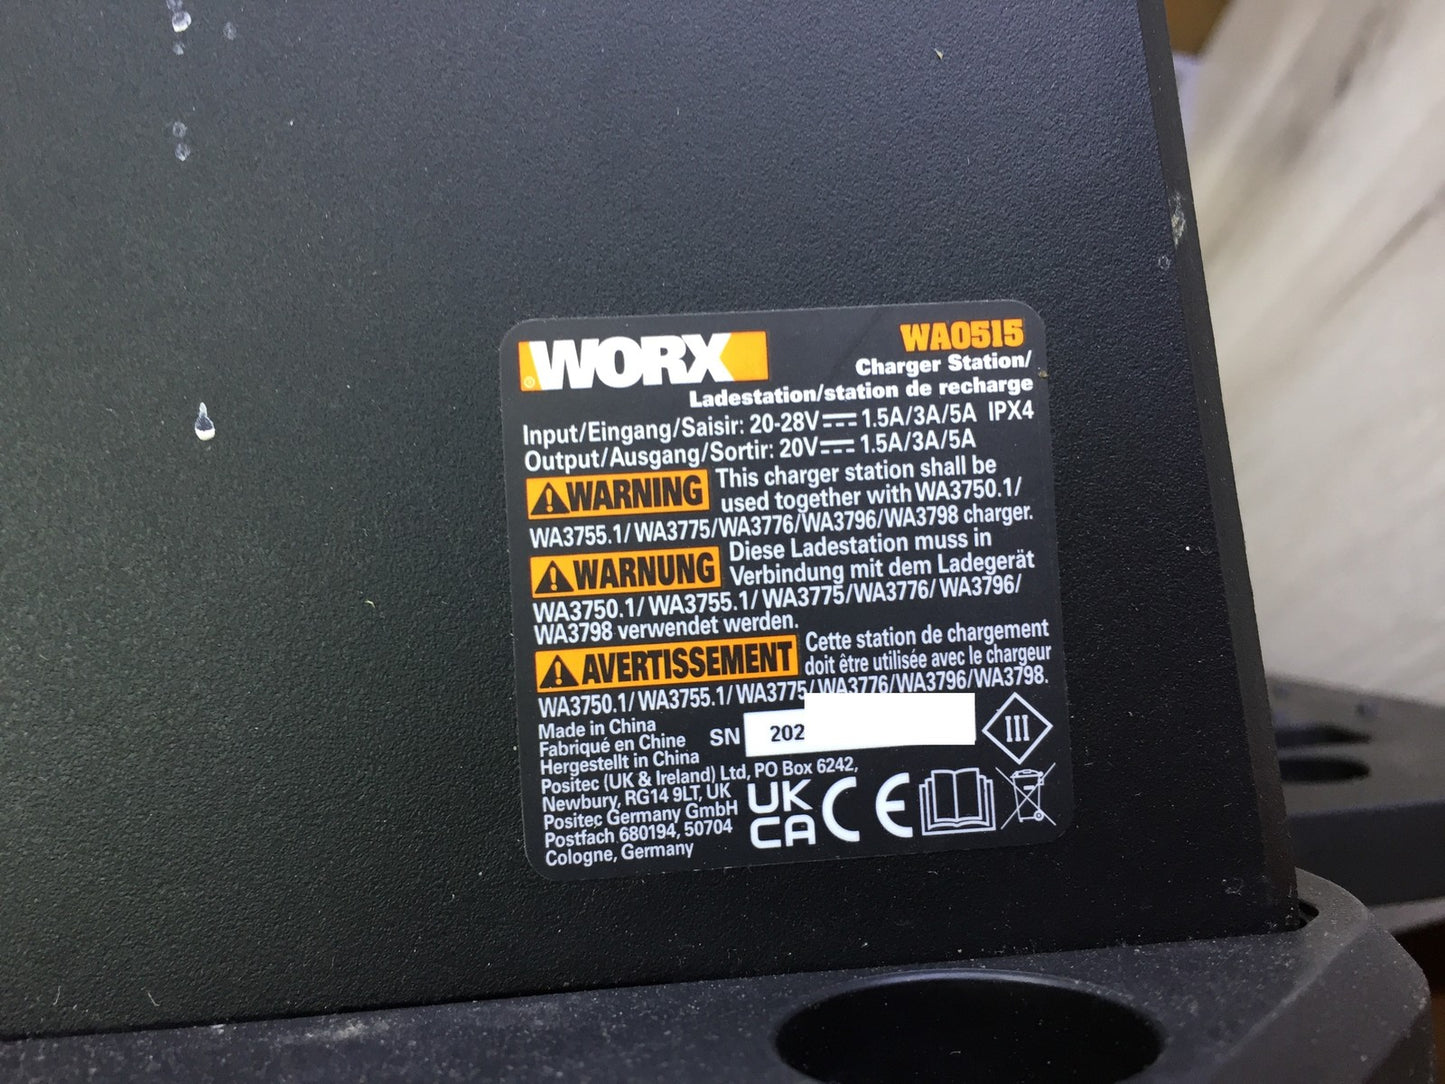 WORX ®
WA0515
Charger Station/
Ladestation/station de recharge
Input/Eingang/Saisir: 20-28V⎓1.5A/3A/5A IPX4
Output/Ausgang/Sortir: 20V⎓1.5A/3A/5A
WARNING This charger station shall be
used together with WA3750.1/
WA3755.1/ WA3775/WA3776/WA3796/WA3798 charger.
WARNUNG Diese Ladestation muss in
Verbindung mit dem Ladegerät
WA3750.1/ WA3755.1/ WA3775/WA3776/ WA3796/
WA3798 verwendet werden.
AVERTISSEMENT Cette station de chargement
doit être utilisée avec le chargeur
WA3750.1/ WA3755.1/ WA3775/WA3776/WA3796/WA3798.
Made in China
Fabriqué en Chine
Hergestellt in China
SN 202
III
Positec (UK & Ireland) Ltd, PO Box 6242,
Newbury, RG14 9LT, UK
Positec Germany GmbH
Postfach 680194, 50704
Cologne, Germany
UK
CA
CE